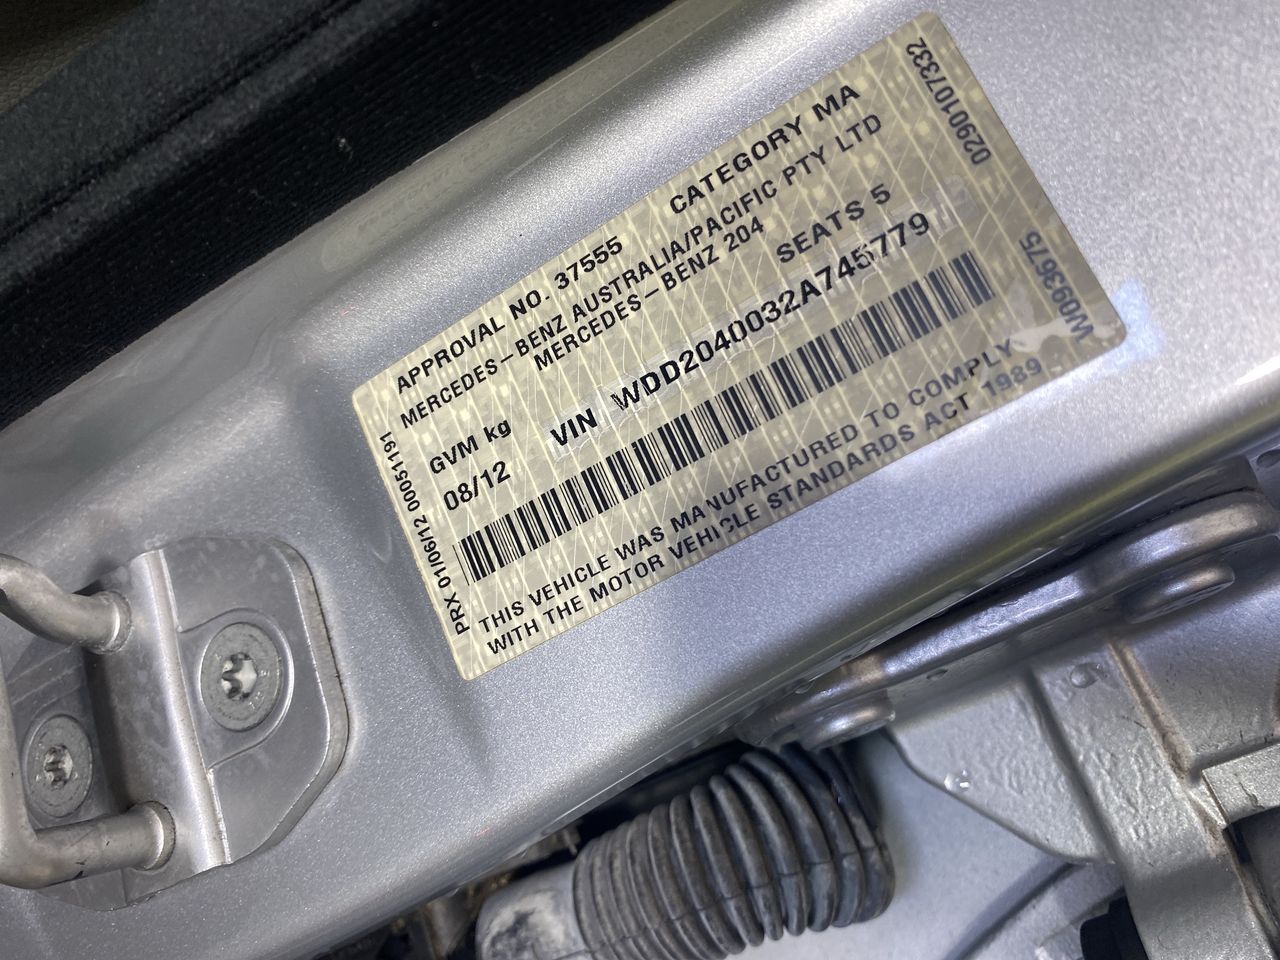 APPROVAL NO. 37555 CATEGORY MA
MERCEDES-BENZ AUSTRALIA/PACIFIC PTY LTD
MERCEDES-BENZ 204
GVM kg SEATS 5
08/12 VIN WDD2040032A745779
THIS VEHICLE WAS MANUFACTURED TO COMPLY
WITH THE MOTOR VEHICLE STANDARDS ACT 1989
PRX 01/06/12 00051191
0290107332
W093675